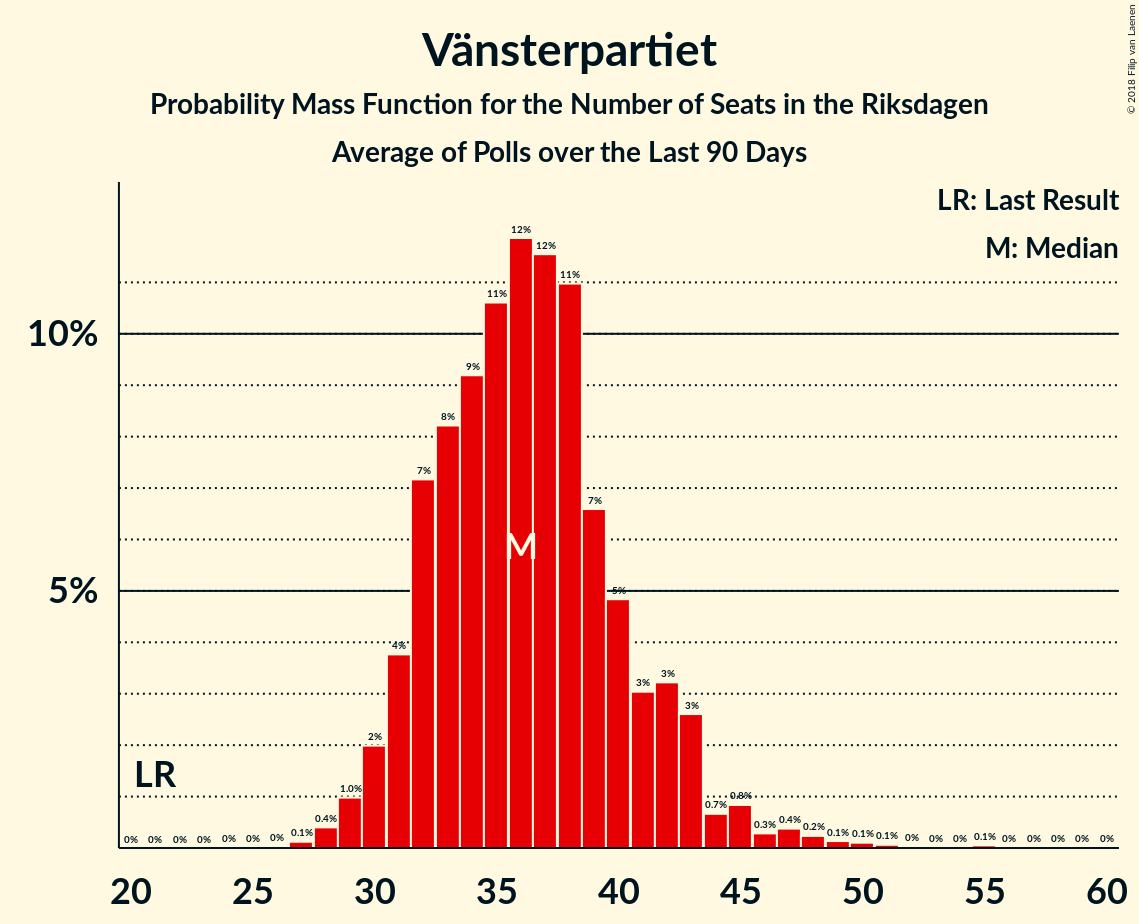 Vänsterpartiet
Probability Mass Function for the Number of Seats in the Riksdagen
Average of Polls over the Last 90 Days
© 2018 Filip van Laenen
LR: Last Result
M: Median
10%
5%
0% 0% 0% 0% 0% 0% 0% 0.1% 0.4% 1.0% 2% 4% 7% 8% 9% 11% 12% 12% 11% 7% 5% 3% 3% 3% 0.7% 0.8% 0.3% 0.4% 0.2% 0.1% 0.1% 0.1% 0% 0% 0% 0.1% 0% 0% 0% 0% 0%
M
LR
20 25 30 35 40 45 50 55 60